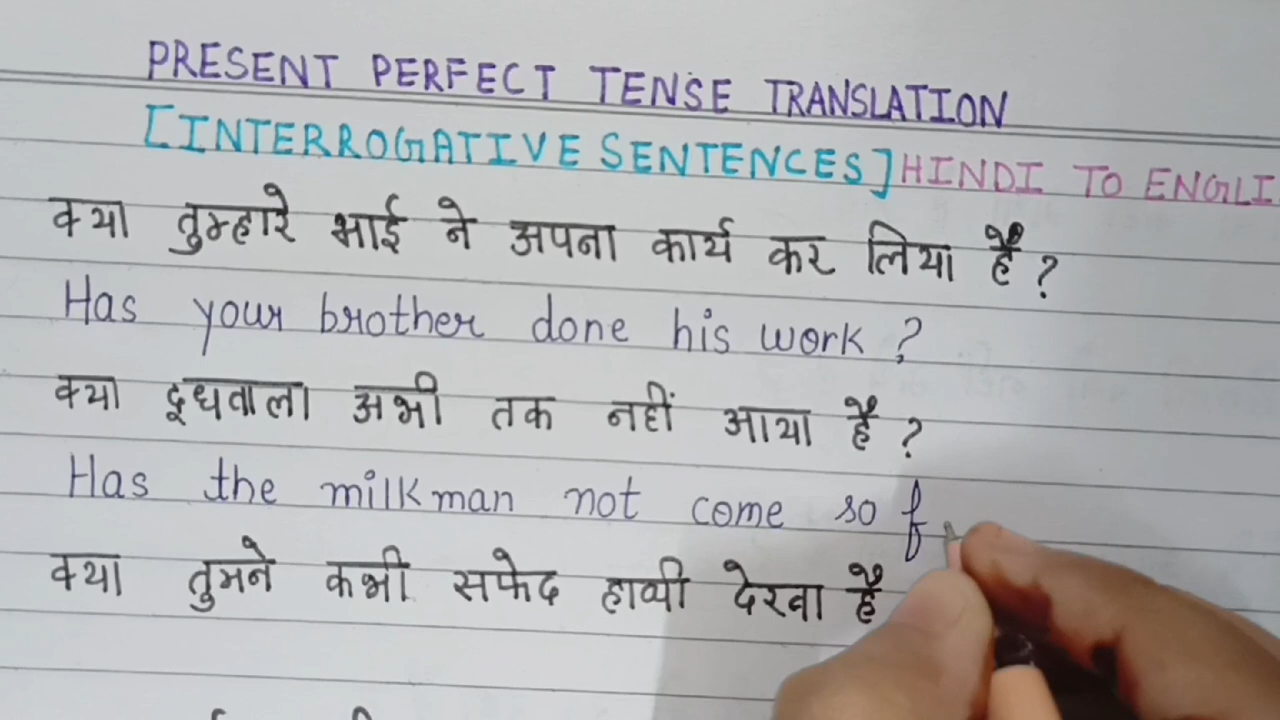 PRESENT PERFECT TENSE TRANSLATION
[INTERROGATIVE SENTENCES] HINDI TO ENGLI
क्या तुम्हारे भाई ने अपना कार्य कर लिया है ?
Has your brother done his work ?
क्या दूधवाला अभी तक नहीं आया है ?
Has the milkman not come so f
क्या तुमने कभी सफेद हाथी देखा है